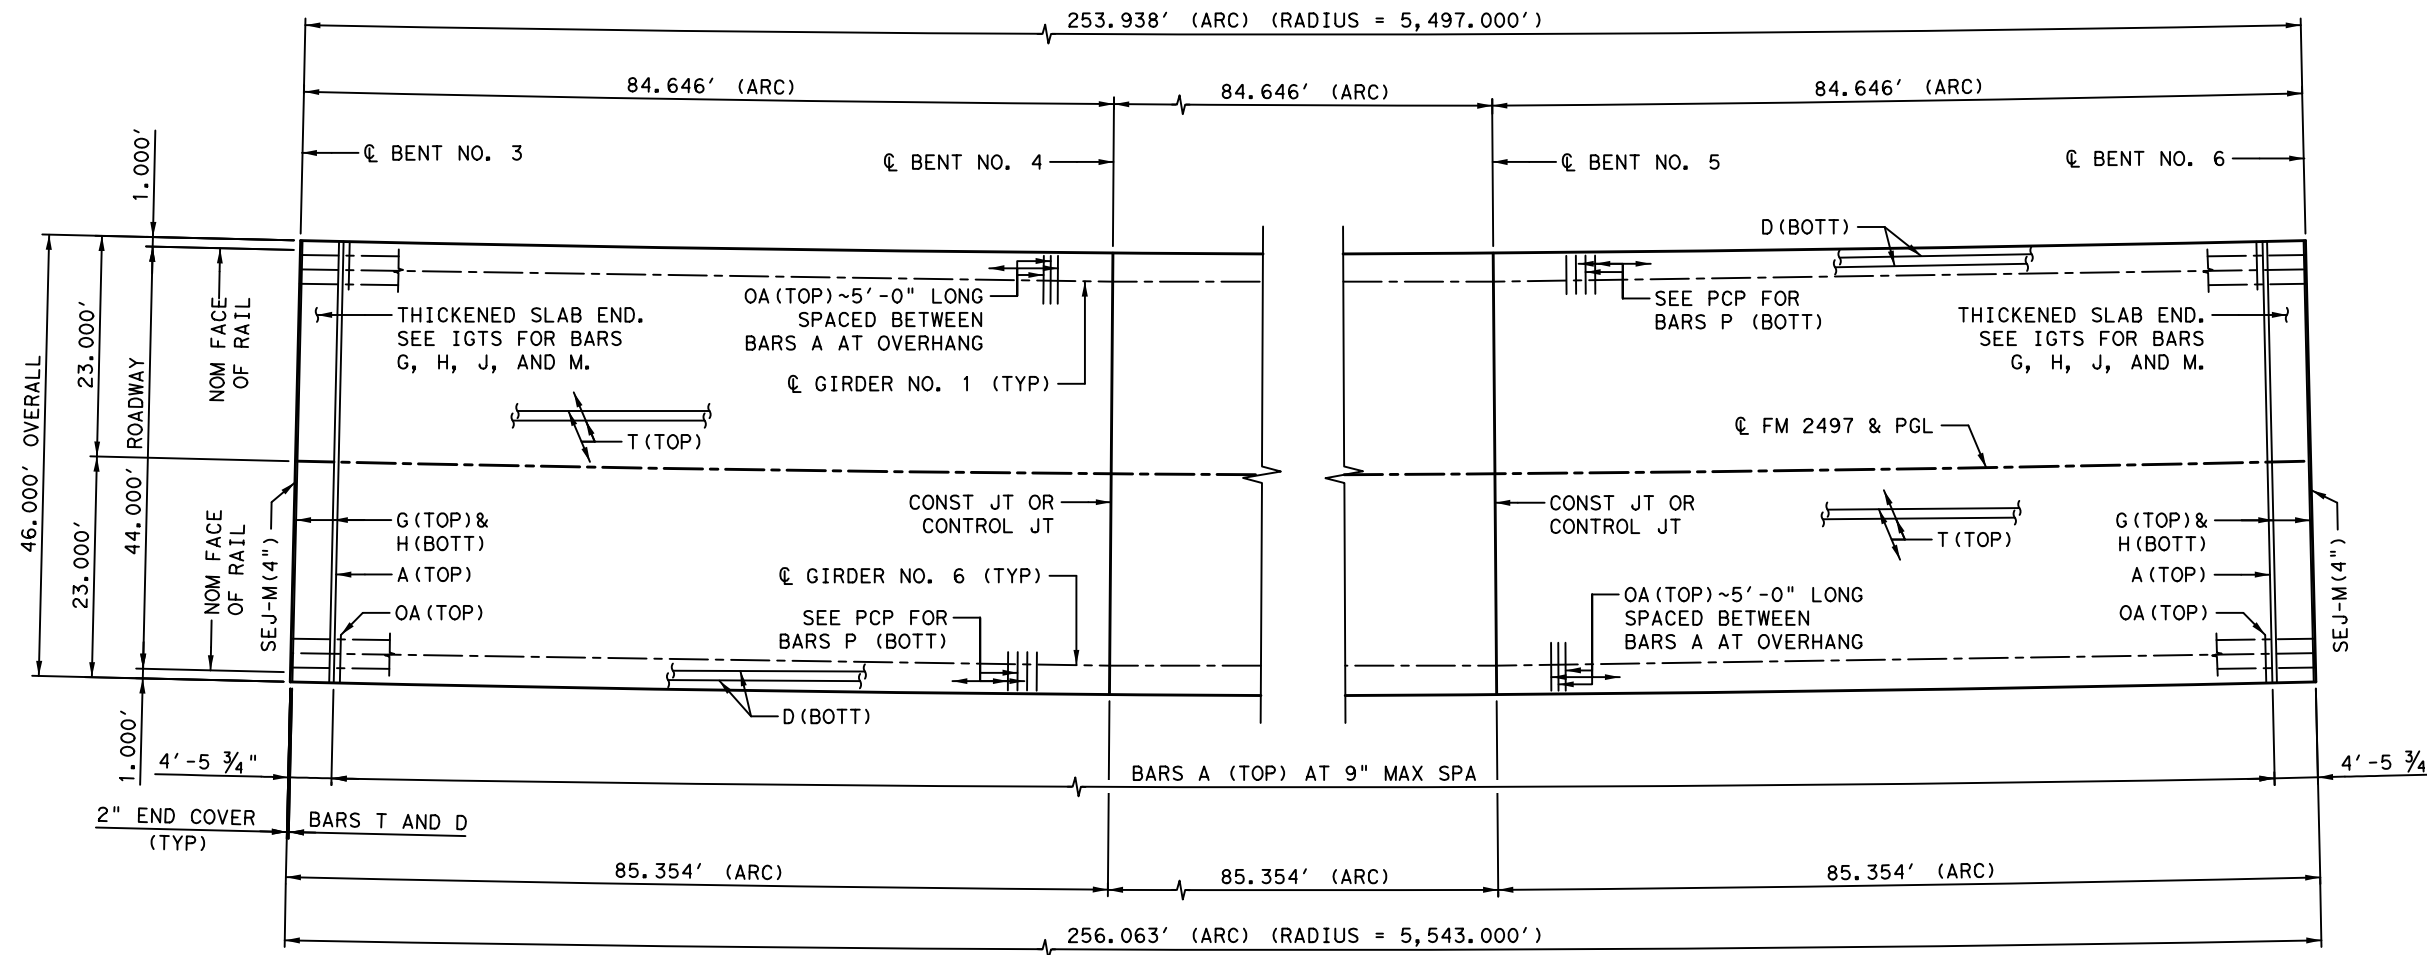 253.938' (ARC) (RADIUS = 5,497.000')
84.646' (ARC)
84.646' (ARC)
84.646' (ARC)
℄ BENT NO. 3
℄ BENT NO. 4
℄ BENT NO. 5
℄ BENT NO. 6
1.000'
23.000'
46.000' OVERALL
44.000' ROADWAY
23.000'
1.000'
NOM FACE
OF RAIL
NOM FACE
OF RAIL
SEJ-M(4")
THICKENED SLAB END.
SEE IGTS FOR BARS
G, H, J, AND M.
OA(TOP)~5'-0" LONG
SPACED BETWEEN
BARS A AT OVERHANG
℄ GIRDER NO. 1 (TYP)
T(TOP)
D(BOTT)
SEE PCP FOR
BARS P (BOTT)
THICKENED SLAB END.
SEE IGTS FOR BARS
G, H, J, AND M.
℄ FM 2497 & PGL
G(TOP)&
H(BOTT)
A(TOP)
OA(TOP)
CONST JT OR
CONTROL JT
℄ GIRDER NO. 6 (TYP)
SEE PCP FOR
BARS P (BOTT)
D(BOTT)
CONST JT OR
CONTROL JT
T(TOP)
OA(TOP)~5'-0" LONG
SPACED BETWEEN
BARS A AT OVERHANG
G(TOP)&
H(BOTT)
A(TOP)
OA(TOP)
SEJ-M(4")
4'-5 ¾"
BARS A (TOP) AT 9" MAX SPA
4'-5 ¾
2" END COVER
(TYP)
BARS T AND D
85.354' (ARC)
85.354' (ARC)
85.354' (ARC)
256.063' (ARC) (RADIUS = 5,543.000')